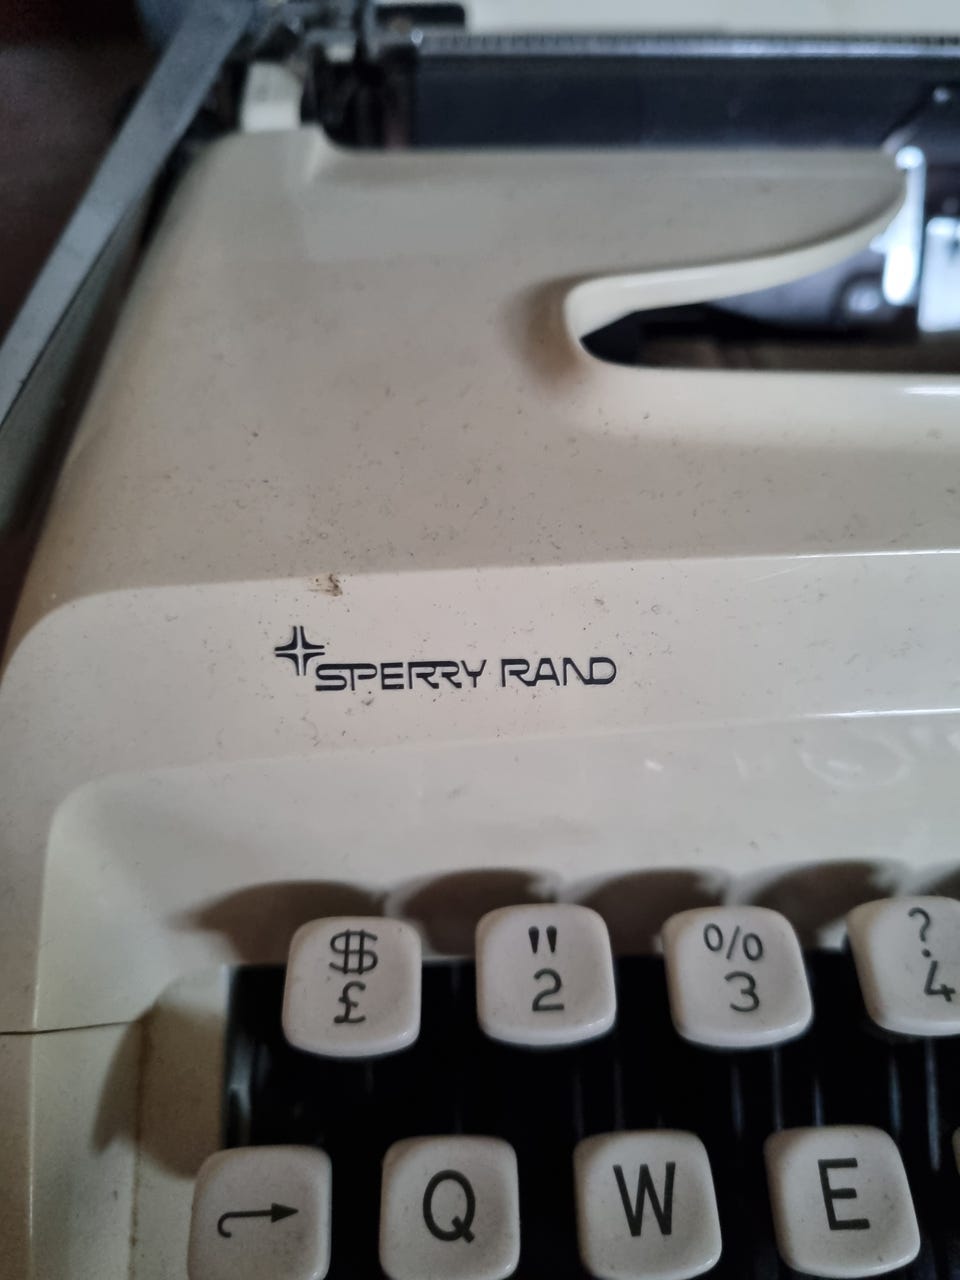 SPERRY RAND
$ " % ?
£ 2 3 4
Q W E